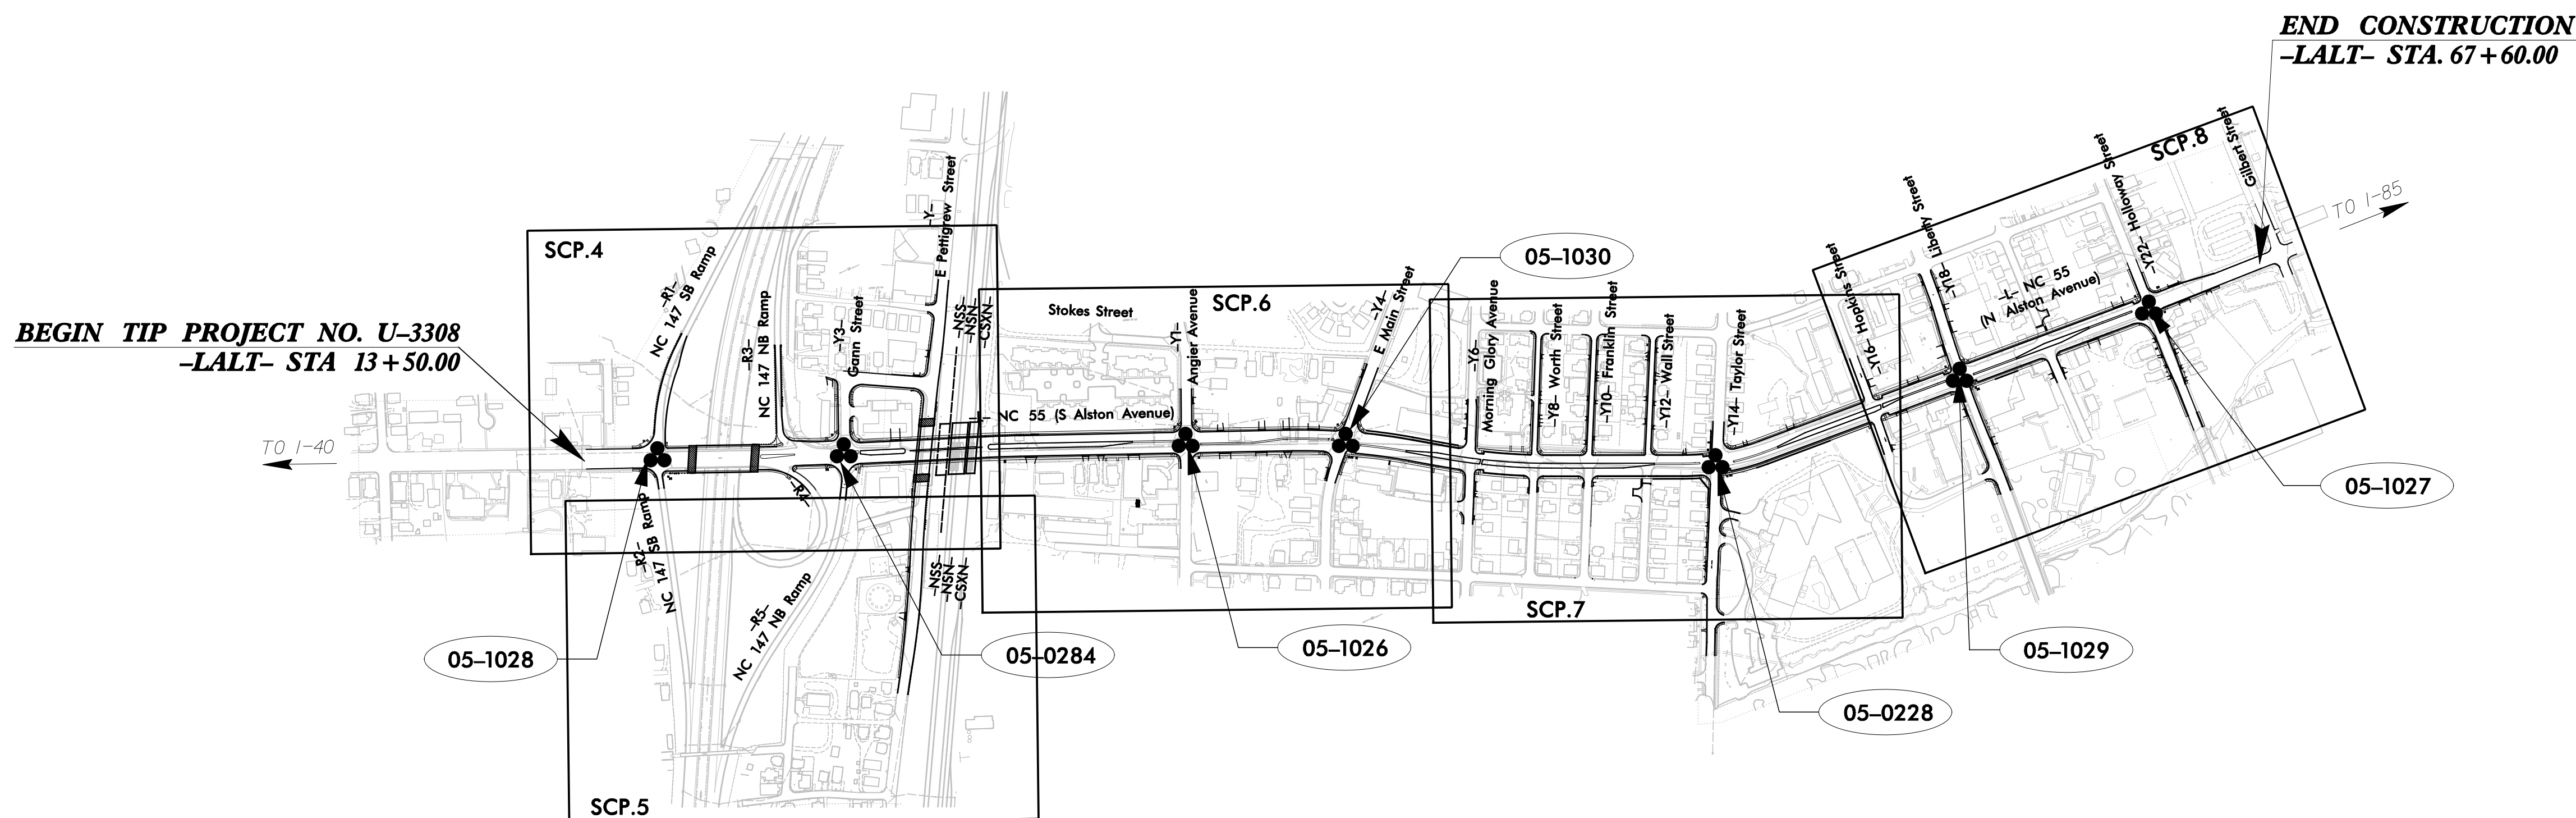 END CONSTRUCTION
–LALT– STA. 67+60.00
BEGIN TIP PROJECT NO. U–3308
–LALT– STA 13+50.00
TO I-40
TO I-85
SCP.4
SCP.5
SCP.6
SCP.7
SCP.8
–R1–
NC 147 SB Ramp
–R3–
NC 147 NB Ramp
–Y3–
Gann Street
–Y–
E Pettigrew Street
–NSS–
–NSN–
–CSXN–
–L– NC 55 (S Alston Avenue)
Stokes Street
–Y1–
Angier Avenue
–Y4–
E Main Street
–Y6–
Morning Glory Avenue
–Y8– Worth Street
–Y10– Franklin Street
–Y12– Wall Street
–Y14– Taylor Street
–Y16– Hopkins Street
–Y18– Liberty Street
–L– NC 55
(N Alston Avenue)
–Y22– Holloway Street
Gilbert Street
–R2–
NC 147 SB Ramp
–R4–
–R5–
NC 147 NB Ramp
–NSS–
–NSN–
–CSXN–
05–1028
05–0284
05–1026
05–1030
05–0228
05–1029
05–1027